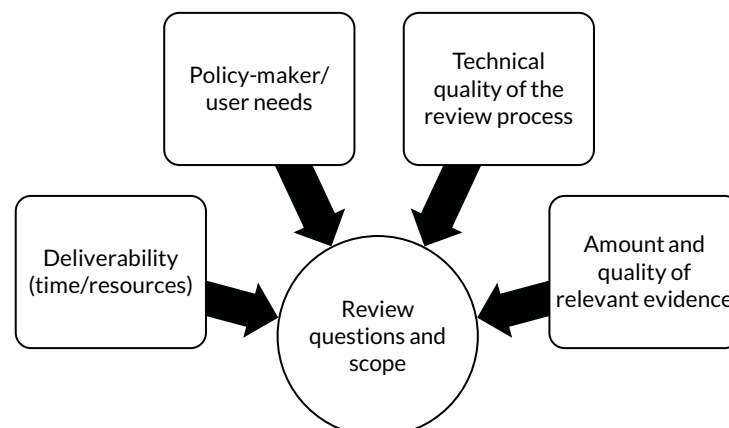 Policy-maker/
user needs
Technical
quality of the
review process
Deliverability
(time/resources)
Amount and
quality of
relevant evidence
Review
questions and
scope